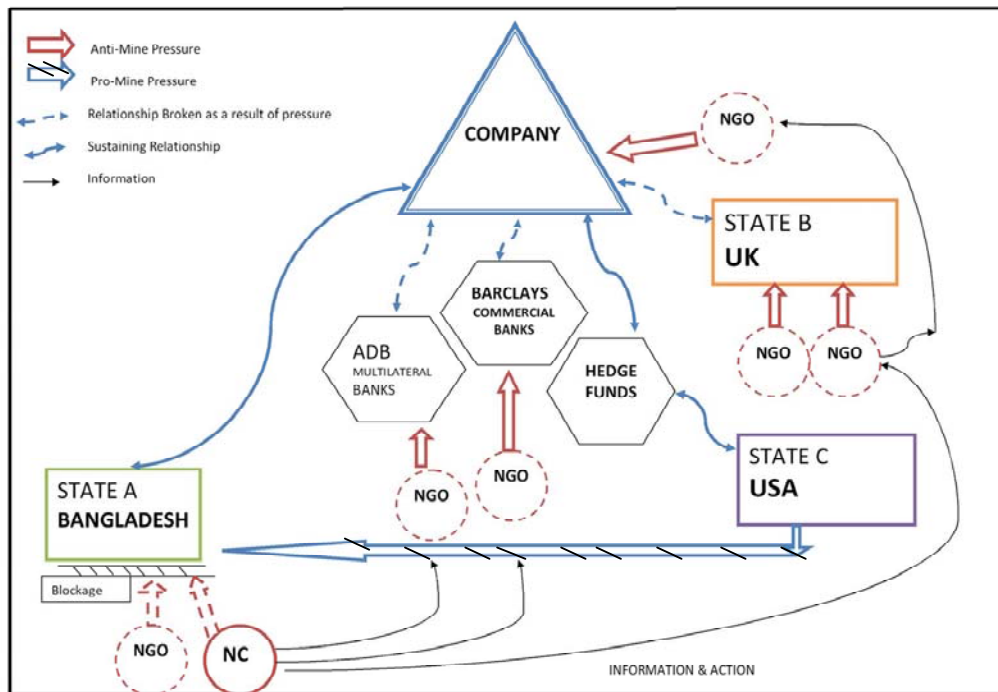 Anti-Mine Pressure
Pro-Mine Pressure
Relationship Broken as a result of pressure
Sustaining Relationship
Information
COMPANY
NGO
STATE B
UK
BARCLAYS
COMMERCIAL
BANKS
ADB
MULTILATERAL
BANKS
HEDGE
FUNDS
NGO
NGO
STATE A
BANGLADESH
NGO
NGO
STATE C
USA
Blockage
NGO
NC
INFORMATION & ACTION